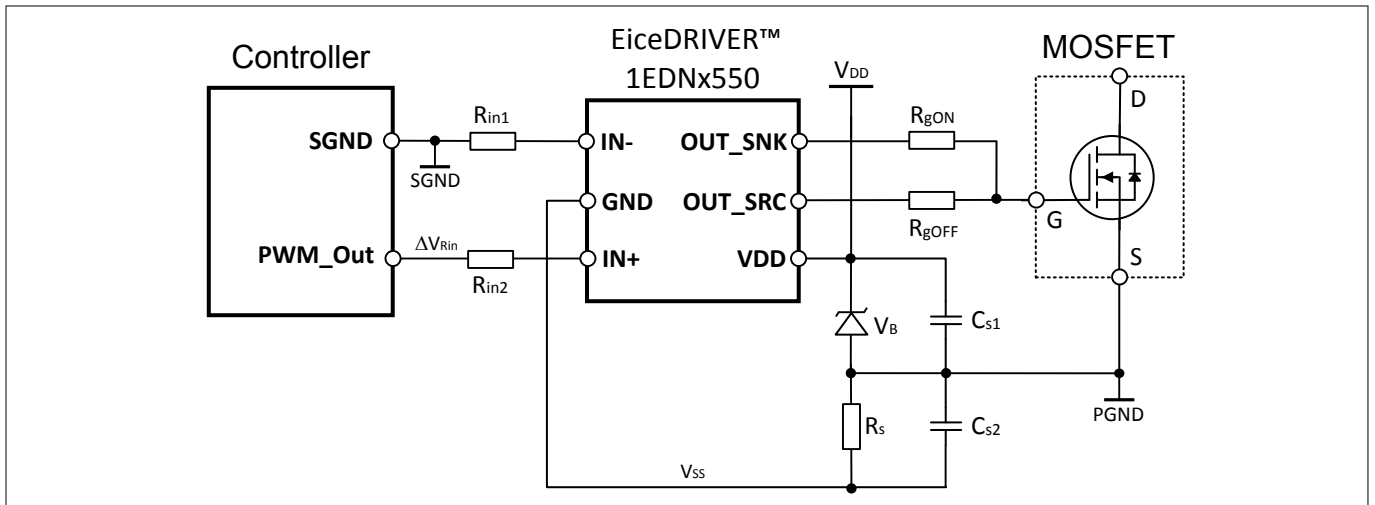 Controller
EiceDRIVER™
1EDNx550
MOSFET
VDD
D
Rin1
RgON
SGND
IN-
OUT_SNK
SGND
GND
OUT_SRC
G
RgOFF
ΔVRin
PWM_Out
IN+
VDD
S
Rin2
VB
Cs1
PGND
Rs
Cs2
VSS